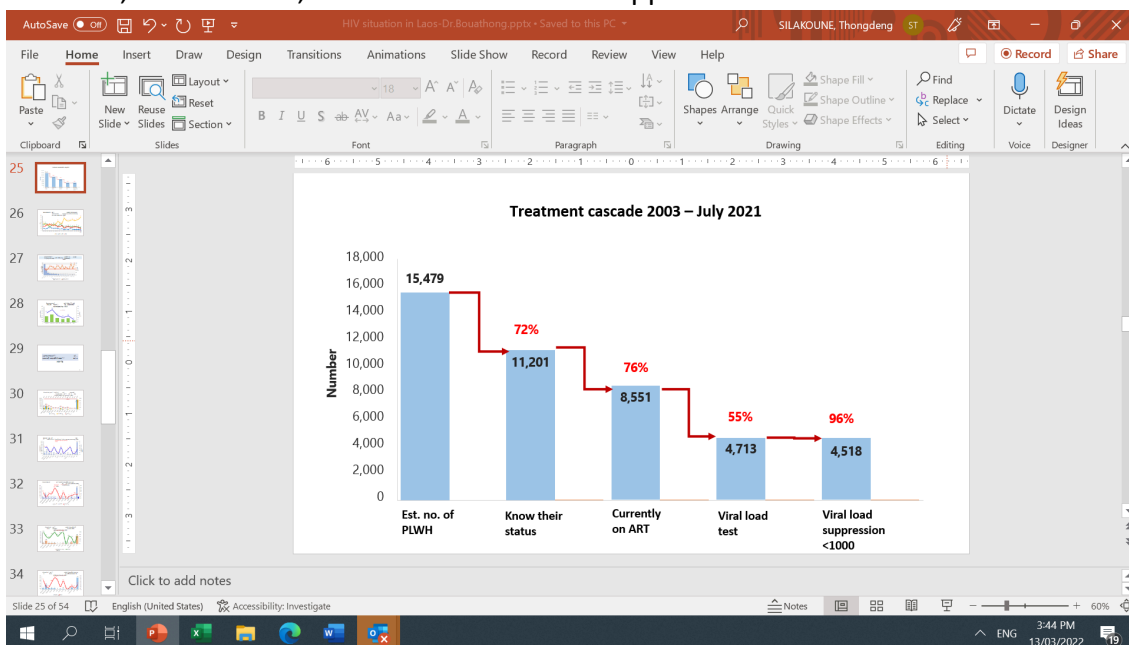 AutoSave Off HIV situation in Laos-Dr.Bouathong.pptx • Saved to this PC SILAKOUNE, Thongdeng ST
File Home Insert Draw Design Transitions Animations Slide Show Record Review View Help Record Share
Paste
New Slide
Reuse Slides
Layout
Reset
Section
18
Shapes
Arrange
Quick Styles
Shape Fill
Shape Outline
Shape Effects
Find
Replace
Select
Dictate
Design Ideas
Clipboard Slides Font Paragraph Drawing Editing Voice Designer
25
26
27
28
29
30
31
32
33
34
Treatment cascade 2003 – July 2021
Number
18,000
16,000
14,000
12,000
10,000
8,000
6,000
4,000
2,000
0
15,479
72%
11,201
76%
8,551
55%
4,713
96%
4,518
Est. no. of
PLWH
Know their
status
Currently
on ART
Viral load
test
Viral load
suppression
<1000
Click to add notes
Slide 25 of 54 English (United States) Accessibility: Investigate Notes 60%
ENG 3:44 PM
13/03/2022 19